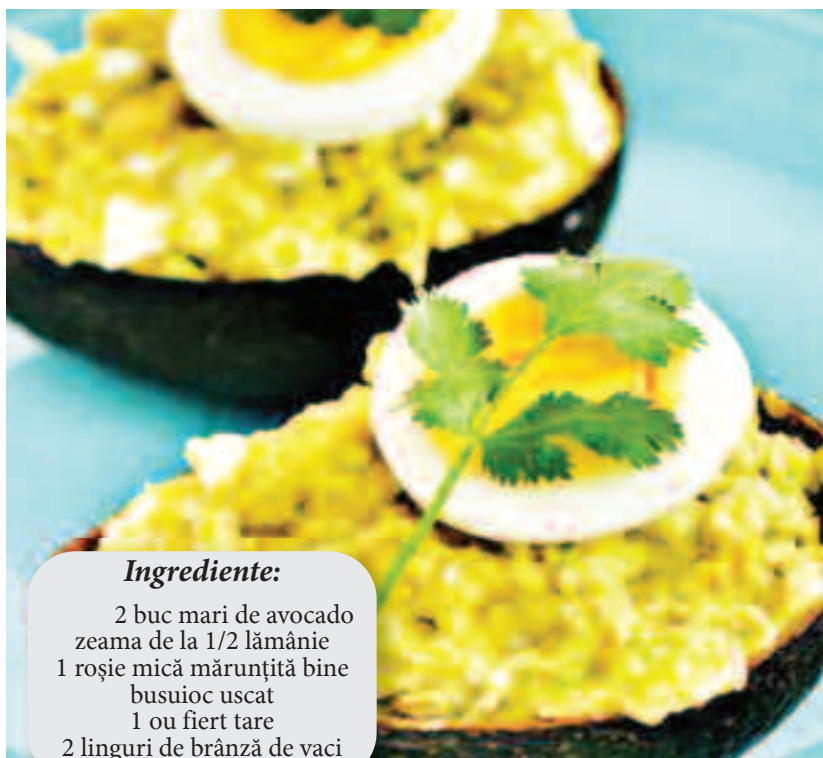 Ingrediente:
2 buc mari de avocado
zeama de la 1/2 lămânie
1 roșie mică mărunțită bine
busuioc uscat
1 ou fiert tare
2 linguri de brânză de vaci